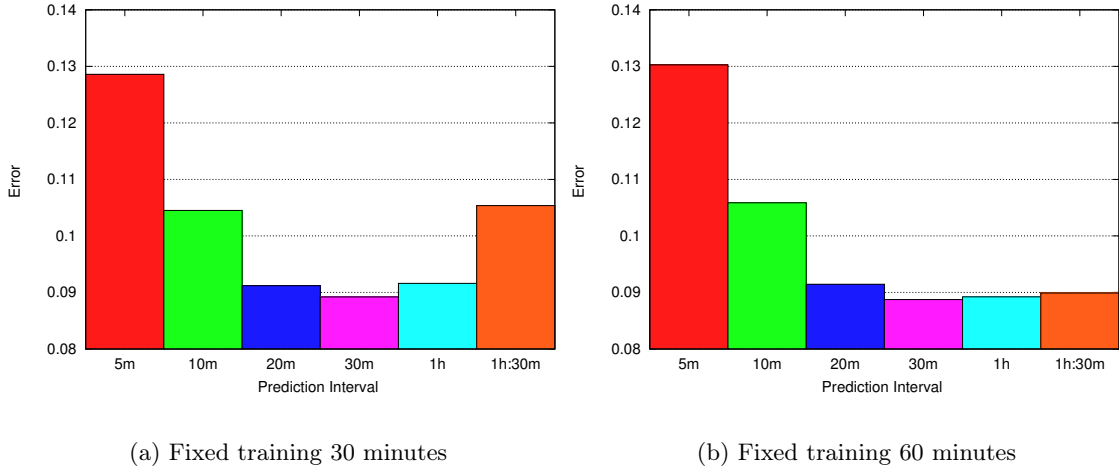 0.14
0.13
0.12
0.11
0.1
0.09
0.08
Error
5m 10m 20m 30m 1h 1h:30m
Prediction Interval
(a) Fixed training 30 minutes
0.14
0.13
0.12
0.11
0.1
0.09
0.08
Error
5m 10m 20m 30m 1h 1h:30m
Prediction Interval
(b) Fixed training 60 minutes